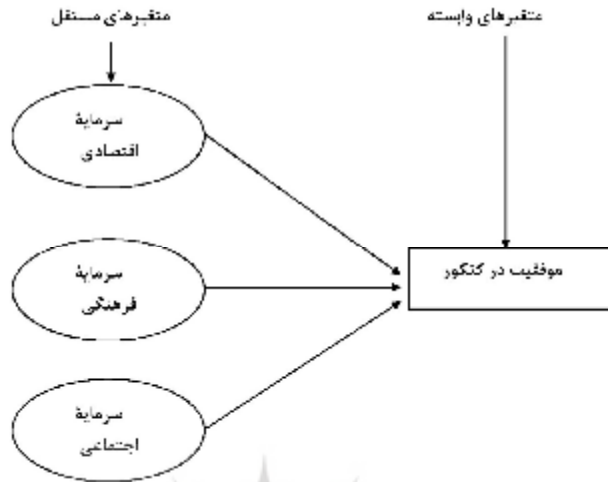 متغیرهای وابسته
متغیرهای مستقل
سرمایهٔ
اقتصادی
موفقیت در کنکور
سرمایهٔ
فرهنگی
سرمایهٔ
اجتماعی